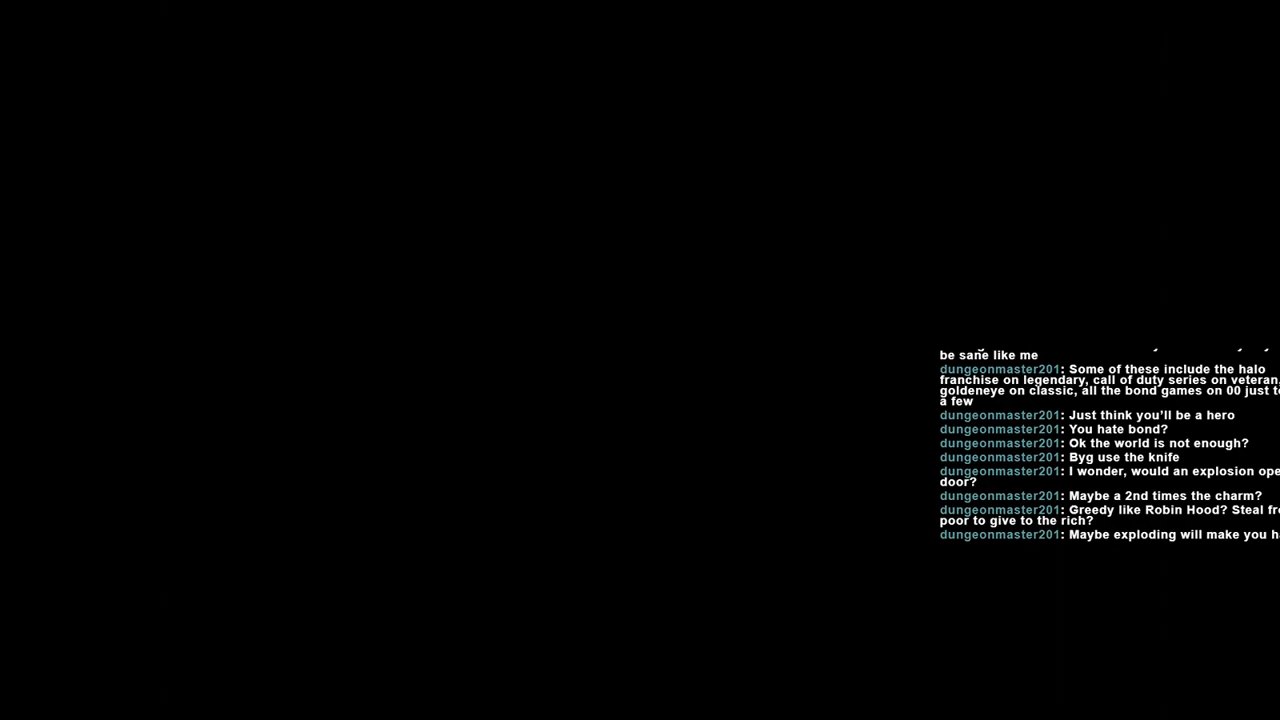 be sane like me
dungeonmaster201: Some of these include the halo
franchise on legendary, call of duty series on veteran,
goldeneye on classic, all the bond games on 00 just
a few
dungeonmaster201: Just think you'll be a hero
dungeonmaster201: You hate bond?
dungeonmaster201: Ok the world is not enough?
dungeonmaster201: Byg use the knife
dungeonmaster201: I wonder, would an explosion
door?
dungeonmaster201: Maybe a 2nd times the charm?
dungeonmaster201: Greedy like Robin Hood? Steal
poor to give to the rich?
dungeonmaster201: Maybe exploding will make you